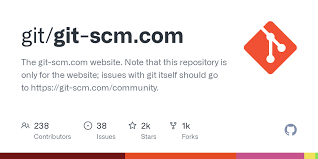 git/git-scm.com
The git-scm.com website. Note that this repository is
only for the website; issues with git itself should go
to https://git-scm.com/community.
238
Contributors
38
Issues
2k
Stars
1k
Forks